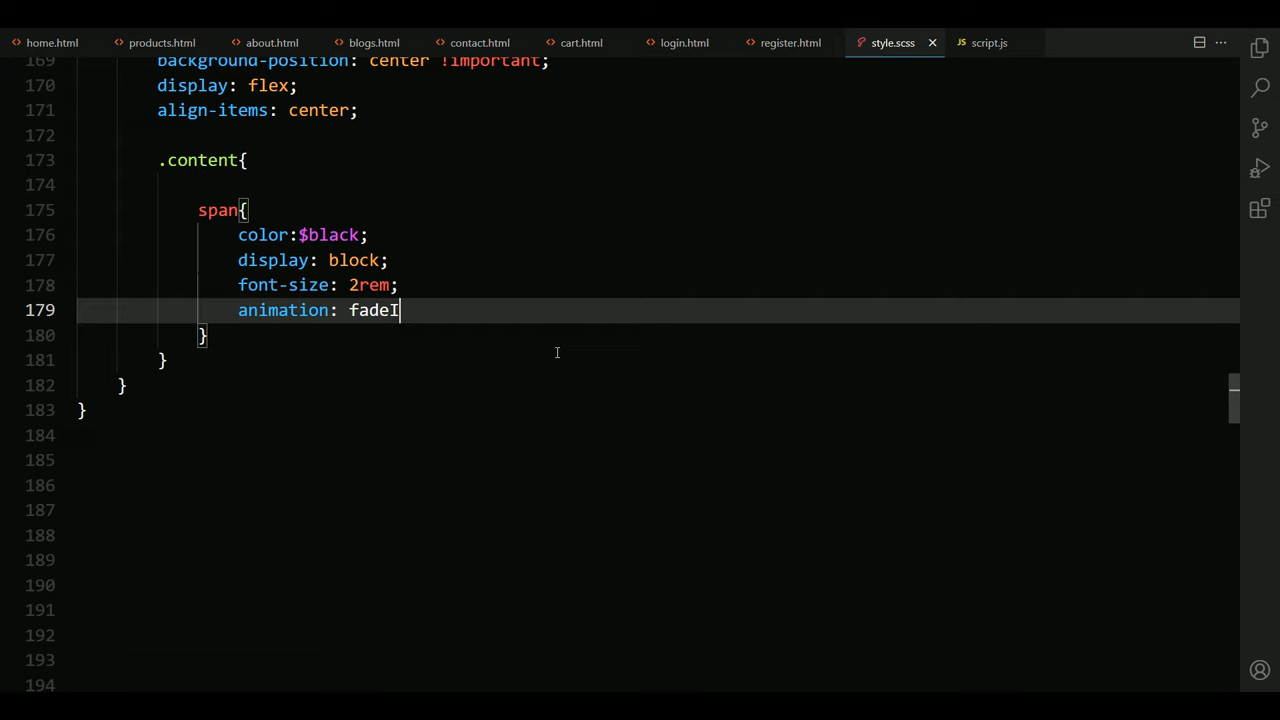 home.html products.html about.html blogs.html contact.html cart.html login.html register.html style.scss JS script.js
169 background-position: center !important;
170 display: flex;
171 align-items: center;
172
173 .content{
174
175 span{
176 color:$black;
177 display: block;
178 font-size: 2rem;
179 animation: fadeI
180 }
181 }
182 }
183 }
184
185
186
187
188
189
190
191
192
193
194